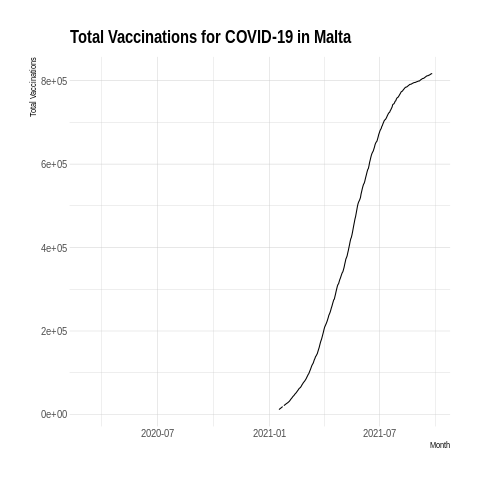 Total Vaccinations for COVID-19 in Malta
Total Vaccinations
8e+05
6e+05
4e+05
2e+05
0e+00
2020-07 2021-01 2021-07
Month